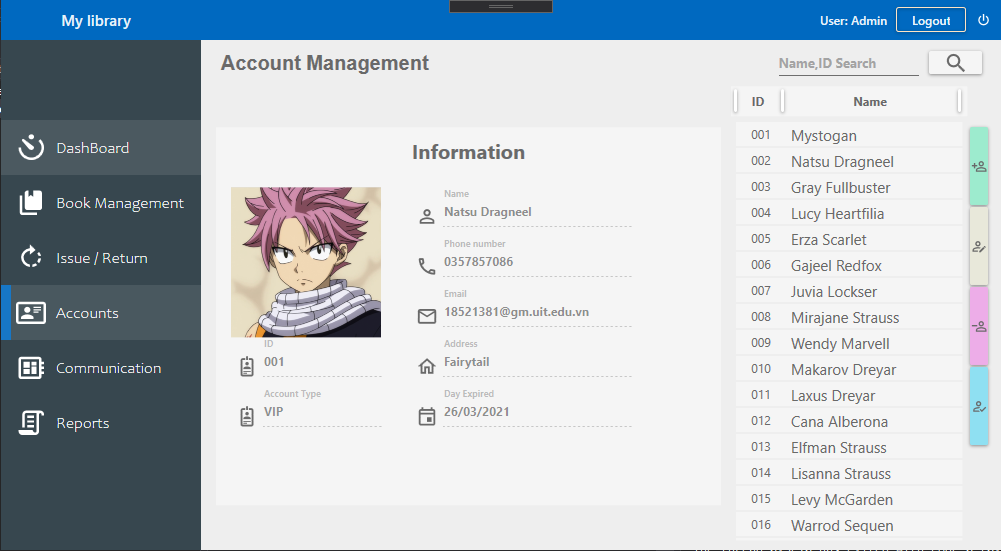 My library
User: Admin
Logout
Account Management
Name,ID Search
DashBoard
Book Management
Issue / Return
Accounts
Communication
Reports
Information
Name
Natsu Dragneel
Phone number
0357857086
Email
18521381@gm.uit.edu.vn
ID
001
Address
Fairytail
Account Type
VIP
Day Expired
26/03/2021
ID Name
001 Mystogan
002 Natsu Dragneel
003 Gray Fullbuster
004 Lucy Heartfilia
005 Erza Scarlet
006 Gajeel Redfox
007 Juvia Lockser
008 Mirajane Strauss
009 Wendy Marvell
010 Makarov Dreyar
011 Laxus Dreyar
012 Cana Alberona
013 Elfman Strauss
014 Lisanna Strauss
015 Levy McGarden
016 Warrod Sequen